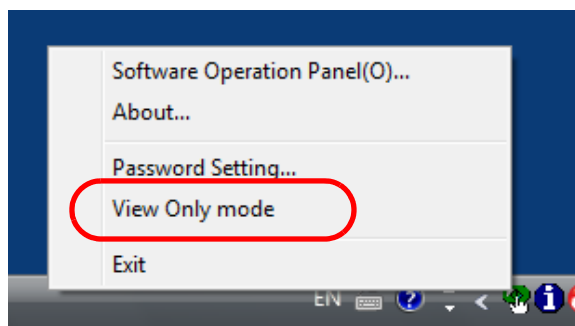 Software Operation Panel(O)...
About...
Password Setting...
View Only mode
Exit
EN